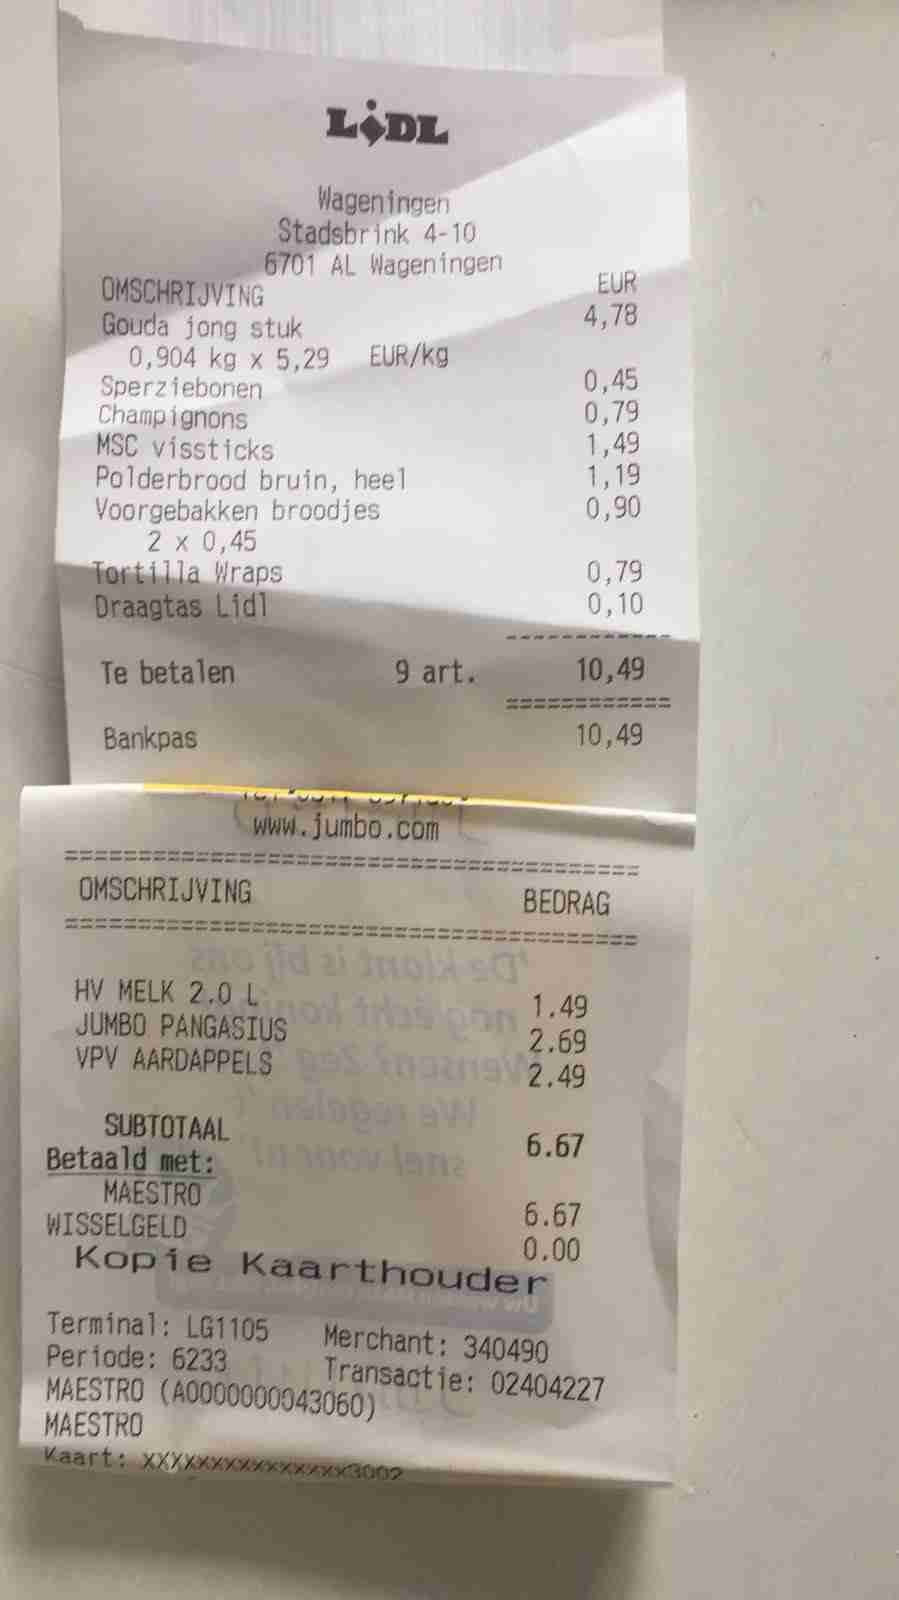 LiDL
Wageningen
Stadsbrink 4-10
6701 AL Wageningen
OMSCHRIJVING EUR
Gouda jong stuk 4,78
0,904 kg x 5,29 EUR/kg
Sperziebonen 0,45
Champignons 0,79
MSC vissticks 1,49
Polderbrood bruin, heel 1,19
Voorgebakken broodjes 0,90
2 x 0,45
Tortilla Wraps 0,79
Draagtas Lidl 0,10
------------
Te betalen 9 art. 10,49
============
Bankpas 10,49
www.jumbo.com
==========================================
OMSCHRIJVING BEDRAG
==========================================
HV MELK 2.0 L 1.49
JUMBO PANGASIUS 2.69
VPV AARDAPPELS 2.49
SUBTOTAAL 6.67
Betaald met:
MAESTRO 6.67
WISSELGELD 0.00
Kopie Kaarthouder
Terminal: LG1105 Merchant: 340490
Periode: 6233 Transactie: 02404227
MAESTRO (A0000000043060)
MAESTRO
Kaart: xxxxxxxxxxxxxxx3002